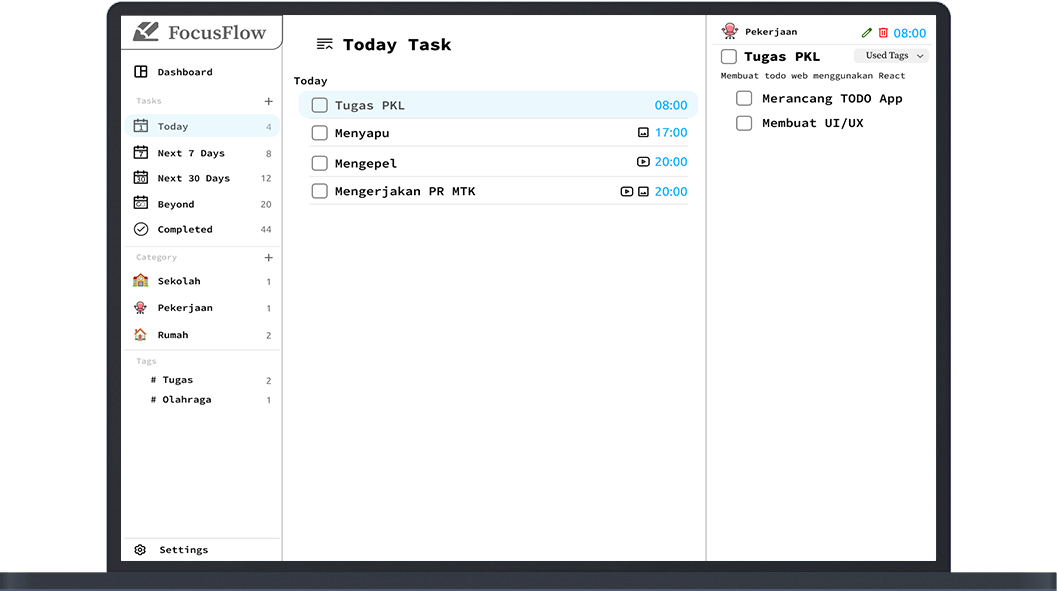 FocusFlow
Dashboard
Tasks
Today 4
Next 7 Days 8
Next 30 Days 12
Beyond 20
Completed 44
Category
Sekolah 1
Pekerjaan 1
Rumah 2
Tags
# Tugas 2
# Olahraga 1
Settings
Today Task
Today
Tugas PKL 08:00
Menyapu 17:00
Mengepel 20:00
Mengerjakan PR MTK 20:00
Pekerjaan 08:00
Tugas PKL Used Tags
Membuat todo web menggunakan React
Merancang TODO App
Membuat UI/UX